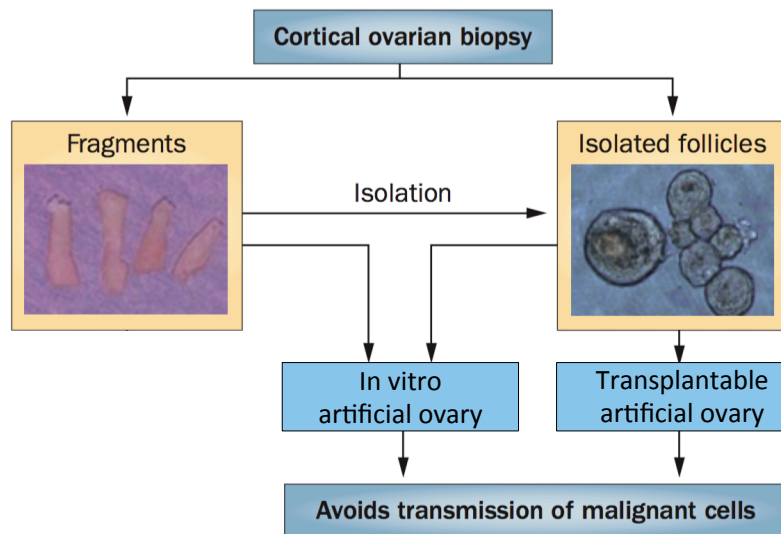 Cortical ovarian biopsy
Fragments
Isolated follicles
Isolation
In vitro
artificial ovary
Transplantable
artificial ovary
Avoids transmission of malignant cells